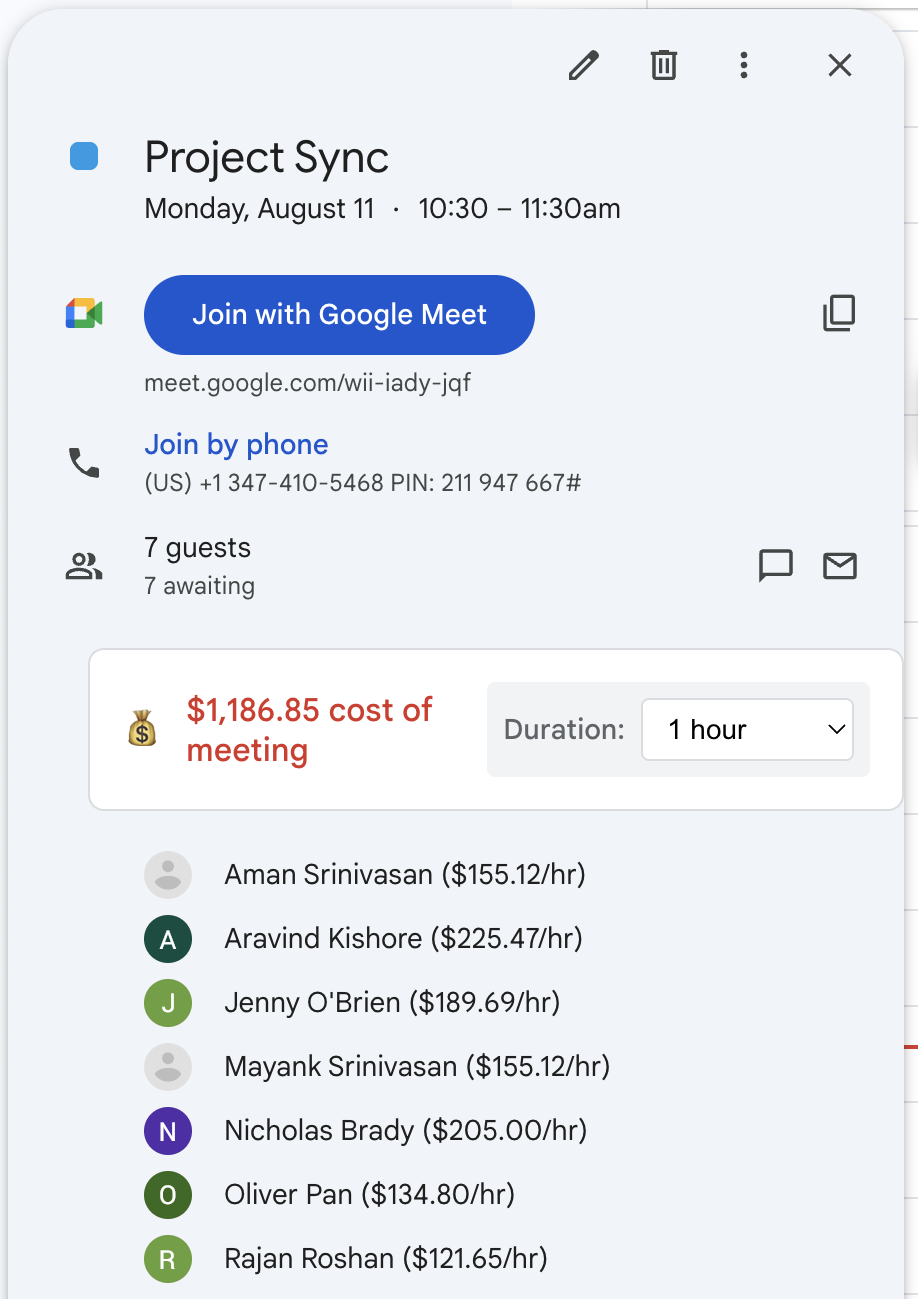 Project Sync
Monday, August 11 · 10:30 – 11:30am
Join with Google Meet
meet.google.com/wii-iady-jqf
Join by phone
(US) +1 347-410-5468 PIN: 211 947 667#
7 guests
7 awaiting
$1,186.85 cost of
meeting
Duration: 1 hour
Aman Srinivasan ($155.12/hr)
A Aravind Kishore ($225.47/hr)
J Jenny O'Brien ($189.69/hr)
Mayank Srinivasan ($155.12/hr)
N Nicholas Brady ($205.00/hr)
O Oliver Pan ($134.80/hr)
R Rajan Roshan ($121.65/hr)